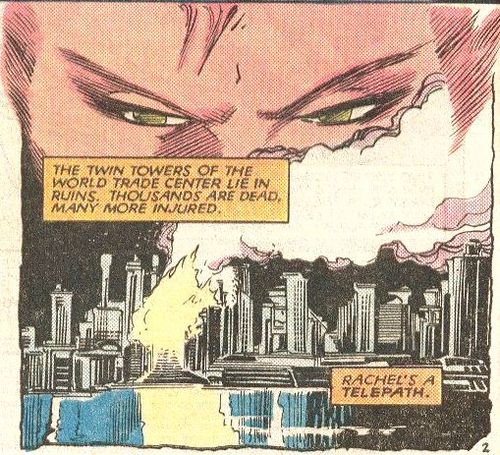 THE TWIN TOWERS OF THE
WORLD TRADE CENTER LIE IN
RUINS. THOUSANDS ARE DEAD,
MANY MORE INJURED.
RACHEL'S A
TELEPATH.
2